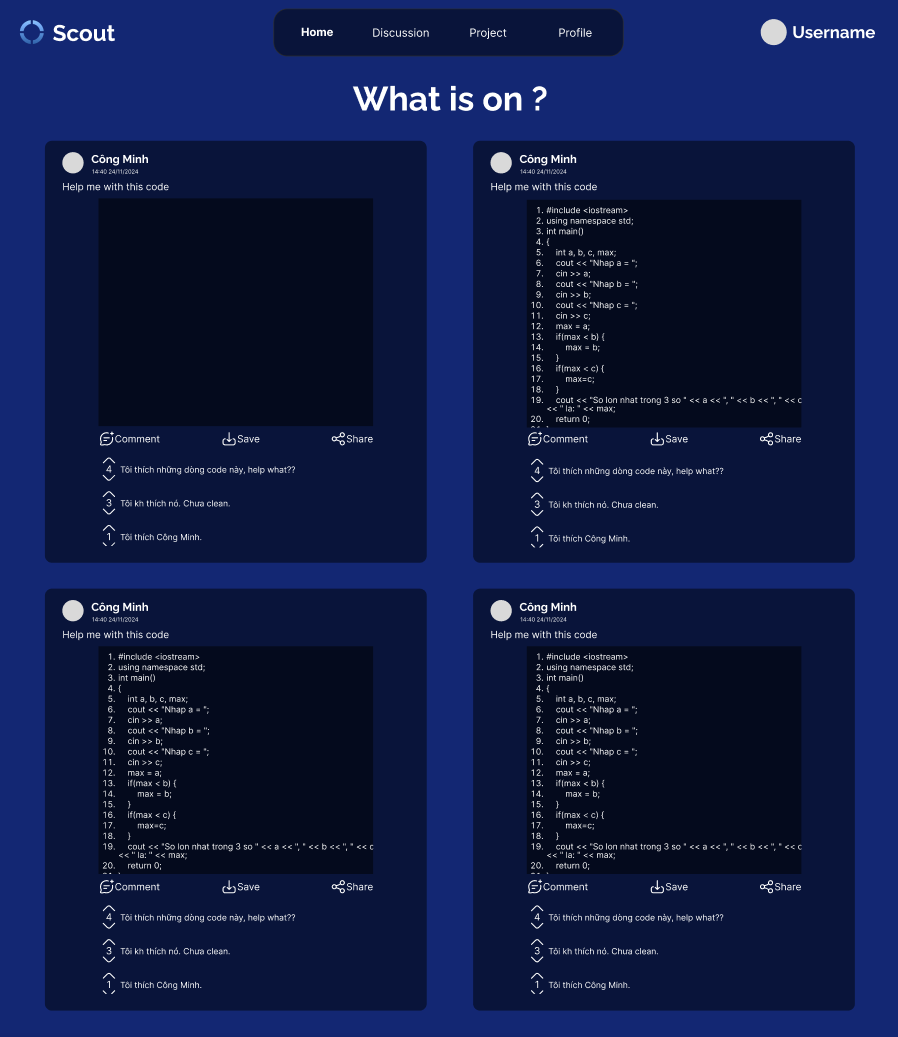 Scout
Home Discussion Project Profile
Username
What is on ?
Công Minh
14:40 24/11/2024
Help me with this code
Comment Save Share
4 Tôi thích những dòng code này, help what??
3 Tôi kh thích nó. Chưa clean.
1 Tôi thích Công Minh.
Công Minh
14:40 24/11/2024
Help me with this code
1. #include <iostream>
2. using namespace std;
3. int main()
4. {
5. int a, b, c, max;
6. cout << "Nhap a = ";
7. cin >> a;
8. cout << "Nhap b = ";
9. cin >> b;
10. cout << "Nhap c = ";
11. cin >> c;
12. max = a;
13. if(max < b) {
14. max = b;
15. }
16. if(max < c) {
17. max=c;
18. }
19. cout << "So lon nhat trong 3 so " << a << ", " << b << ", " << c
<< " la: " << max;
20. return 0;
Comment Save Share
4 Tôi thích những dòng code này, help what??
3 Tôi kh thích nó. Chưa clean.
1 Tôi thích Công Minh.
Công Minh
14:40 24/11/2024
Help me with this code
1. #include <iostream>
2. using namespace std;
3. int main()
4. {
5. int a, b, c, max;
6. cout << "Nhap a = ";
7. cin >> a;
8. cout << "Nhap b = ";
9. cin >> b;
10. cout << "Nhap c = ";
11. cin >> c;
12. max = a;
13. if(max < b) {
14. max = b;
15. }
16. if(max < c) {
17. max=c;
18. }
19. cout << "So lon nhat trong 3 so " << a << ", " << b << ", " << c
<< " la: " << max;
20. return 0;
Comment Save Share
4 Tôi thích những dòng code này, help what??
3 Tôi kh thích nó. Chưa clean.
1 Tôi thích Công Minh.
Công Minh
14:40 24/11/2024
Help me with this code
1. #include <iostream>
2. using namespace std;
3. int main()
4. {
5. int a, b, c, max;
6. cout << "Nhap a = ";
7. cin >> a;
8. cout << "Nhap b = ";
9. cin >> b;
10. cout << "Nhap c = ";
11. cin >> c;
12. max = a;
13. if(max < b) {
14. max = b;
15. }
16. if(max < c) {
17. max=c;
18. }
19. cout << "So lon nhat trong 3 so " << a << ", " << b << ", " << c
<< " la: " << max;
20. return 0;
Comment Save Share
4 Tôi thích những dòng code này, help what??
3 Tôi kh thích nó. Chưa clean.
1 Tôi thích Công Minh.